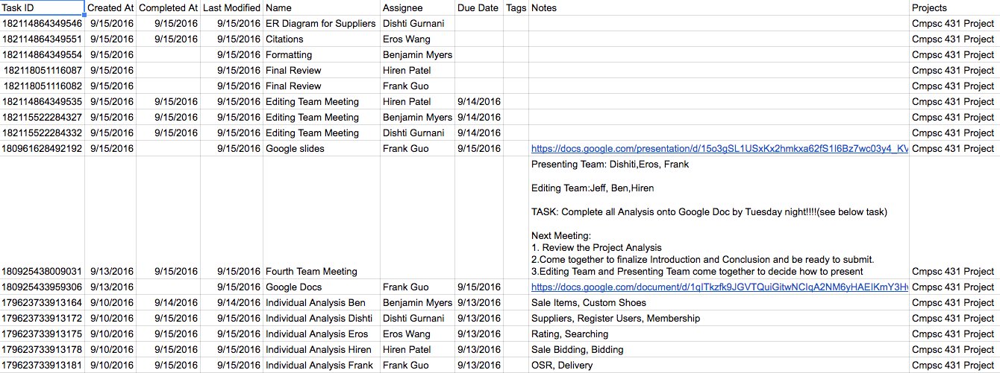 Task ID Created At Completed At Last Modified Name Assignee Due Date Tags Notes Projects
182114864349546 9/15/2016 9/15/2016 9/15/2016 ER Diagram for Suppliers Dishti Gurnani Cmpsc 431 Project
182114864349551 9/15/2016 9/15/2016 9/15/2016 Citations Eros Wang Cmpsc 431 Project
182114864349554 9/15/2016 9/15/2016 Formatting Benjamin Myers Cmpsc 431 Project
182118051116087 9/15/2016 9/15/2016 Final Review Hiren Patel Cmpsc 431 Project
182118051116082 9/15/2016 9/15/2016 Final Review Frank Guo Cmpsc 431 Project
182114864349535 9/15/2016 9/15/2016 9/15/2016 Editing Team Meeting Hiren Patel 9/14/2016 Cmpsc 431 Project
182115522284327 9/15/2016 9/15/2016 9/15/2016 Editing Team Meeting Benjamin Myers 9/14/2016 Cmpsc 431 Project
182115522284332 9/15/2016 9/15/2016 9/15/2016 Editing Team Meeting Dishti Gurnani 9/14/2016 Cmpsc 431 Project
180961628492192 9/15/2016 9/15/2016 Google slides Frank Guo 9/15/2016 https://docs.google.com/presentation/d/15o3gSL1USxKx2hmkxa62fS1I6Bz7wc03y4_KV Cmpsc 431 Project
Presenting Team: Dishiti,Eros, Frank
Editing Team:Jeff, Ben,Hiren
TASK: Complete all Analysis onto Google Doc by Tuesday night!!!!(see below task)
Next Meeting:
1. Review the Project Analysis
2.Come together to finalize Introduction and Conclusion and be ready to submit.
180925438009031 9/13/2016 9/15/2016 9/15/2016 Fourth Team Meeting 3.Editing Team and Presenting Team come together to decide how to present Cmpsc 431 Project
180925433959306 9/13/2016 9/15/2016 Google Docs Frank Guo 9/15/2016 https://docs.google.com/document/d/1qITkzfk9JGVTQuiGitwNCIqA2NM6yHAEIKmY3Hv Cmpsc 431 Project
179623733913164 9/10/2016 9/14/2016 9/14/2016 Individual Analysis Ben Benjamin Myers 9/13/2016 Sale Items, Custom Shoes Cmpsc 431 Project
179623733913172 9/10/2016 9/15/2016 9/15/2016 Individual Analysis Dishti Dishti Gurnani 9/13/2016 Suppliers, Register Users, Membership Cmpsc 431 Project
179623733913175 9/10/2016 9/15/2016 9/15/2016 Individual Analysis Eros Eros Wang 9/13/2016 Rating, Searching Cmpsc 431 Project
179623733913178 9/10/2016 9/15/2016 9/15/2016 Individual Analysis Hiren Hiren Patel 9/13/2016 Sale Bidding, Bidding Cmpsc 431 Project
179623733913181 9/10/2016 9/15/2016 9/15/2016 Individual Analysis Frank Frank Guo 9/13/2016 OSR, Delivery Cmpsc 431 Project